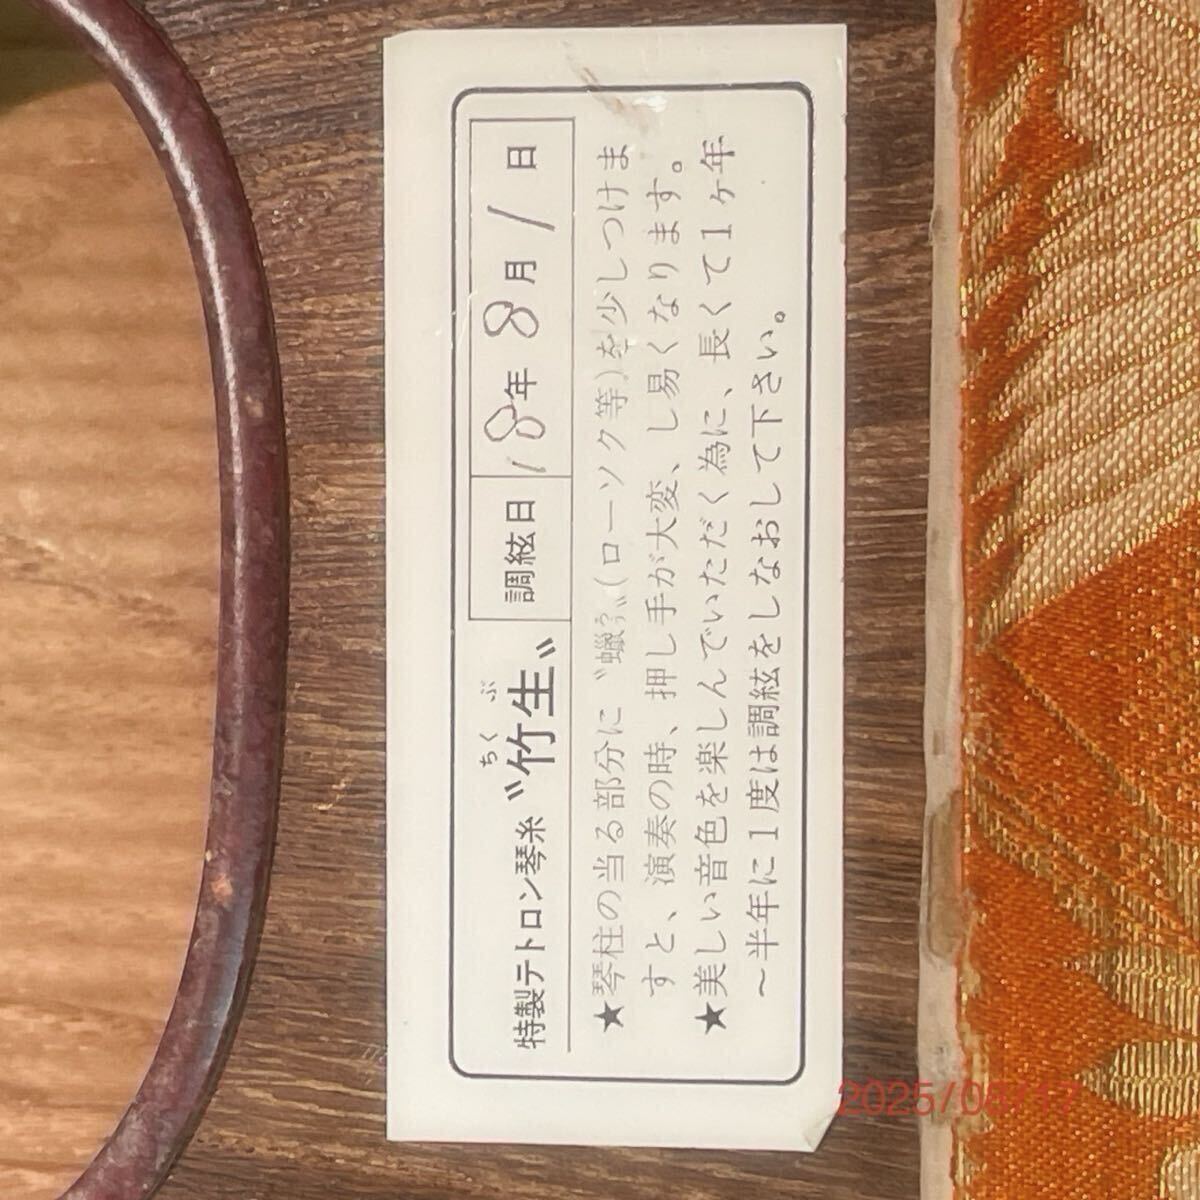 特製テトロン琴糸〝竹生〟
ちくぶ
調絃日 18年8月1日
★琴柱の当る部分に〝蠟〟(ローソク等)を少しつけま
ろう
すと、演奏の時、押し手が大変、し易くなります。
★美しい音色を楽しんでいただく為に、長くて1ヶ年
～半年に1度は調絃をしなおして下さい。
2025/08/17